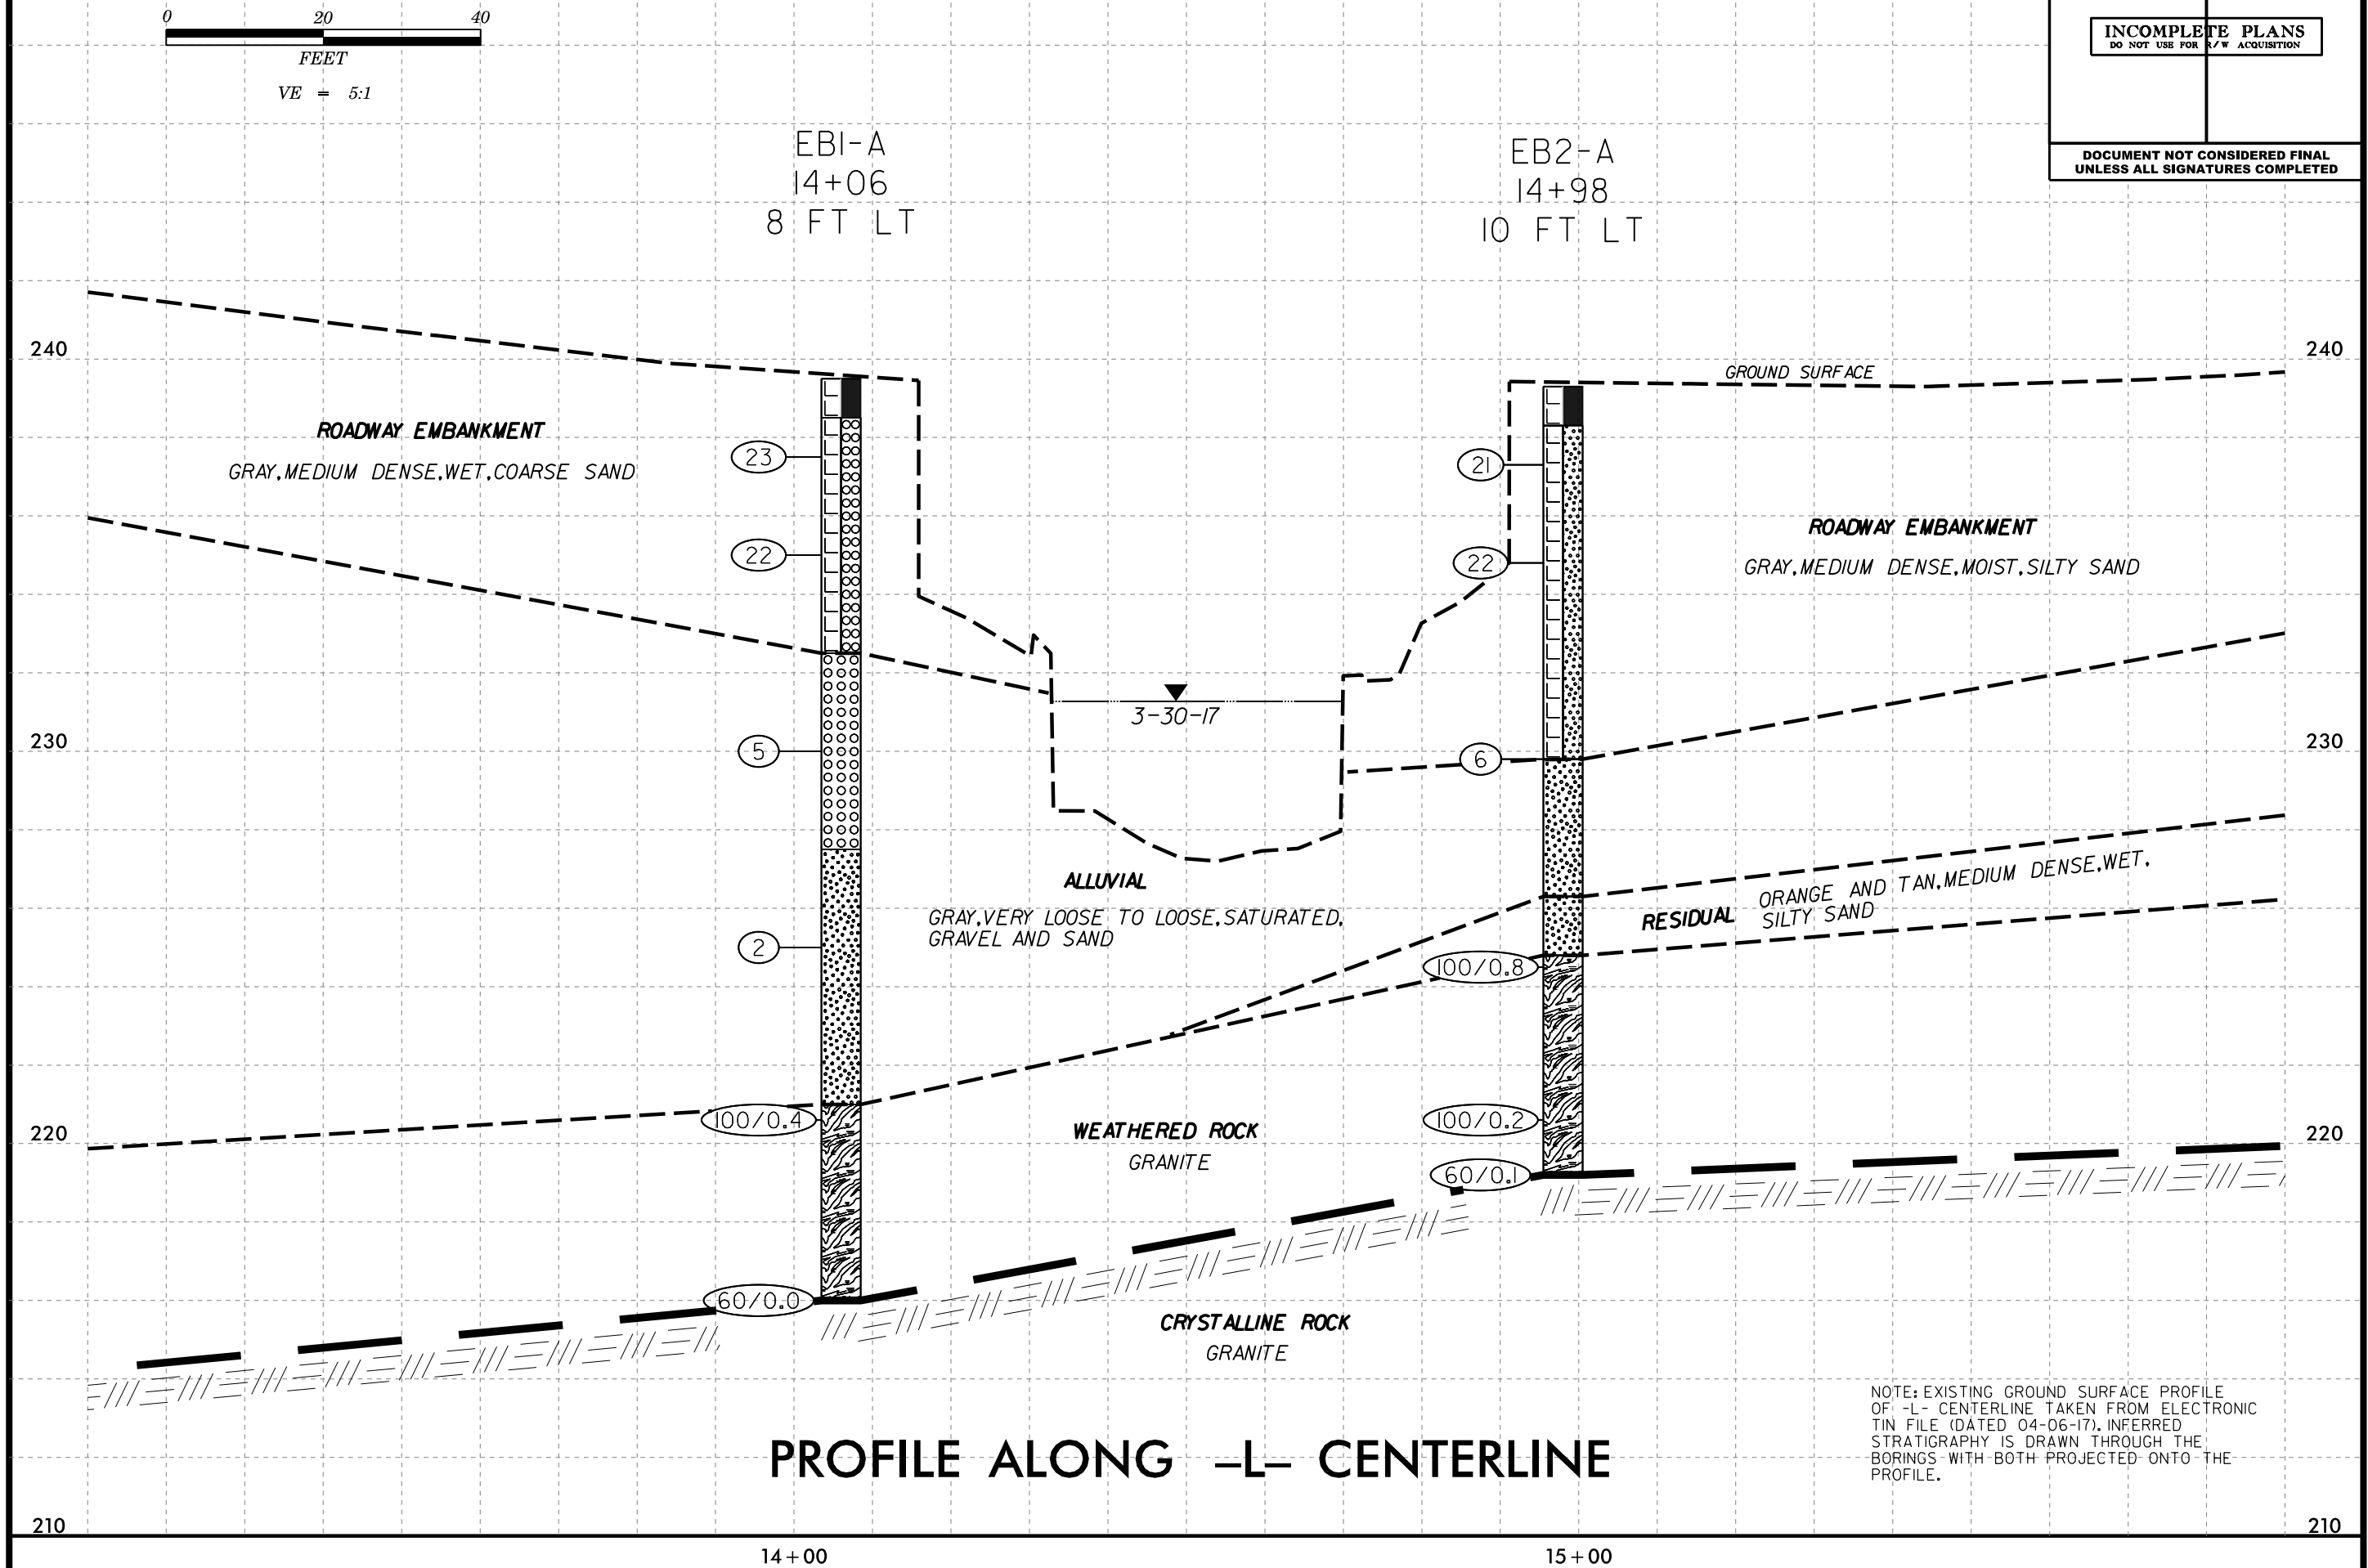 0 20 40
FEET
VE = 5:1
INCOMPLETE PLANS
DO NOT USE FOR R/W ACQUISITION
DOCUMENT NOT CONSIDERED FINAL
UNLESS ALL SIGNATURES COMPLETED
EB1-A
14+06
8 FT LT
EB2-A
14+98
10 FT LT
240
240
GROUND SURFACE
ROADWAY EMBANKMENT
GRAY, MEDIUM DENSE, WET, COARSE SAND
23
22
21
22
ROADWAY EMBANKMENT
GRAY, MEDIUM DENSE, MOIST, SILTY SAND
3-30-17
230
5
6
230
ALLUVIAL
GRAY, VERY LOOSE TO LOOSE, SATURATED,
GRAVEL AND SAND
2
RESIDUAL
ORANGE AND TAN, MEDIUM DENSE, WET,
SILTY SAND
100/0.8
220
100/0.4
WEATHERED ROCK
GRANITE
100/0.2
220
60/0.1
60/0.0
CRYSTALLINE ROCK
GRANITE
NOTE: EXISTING GROUND SURFACE PROFILE
OF -L- CENTERLINE TAKEN FROM ELECTRONIC
TIN FILE (DATED 04-06-17). INFERRED
STRATIGRAPHY IS DRAWN THROUGH THE
BORINGS WITH BOTH PROJECTED ONTO THE
PROFILE.
PROFILE ALONG -L- CENTERLINE
210
210
14+00
15+00